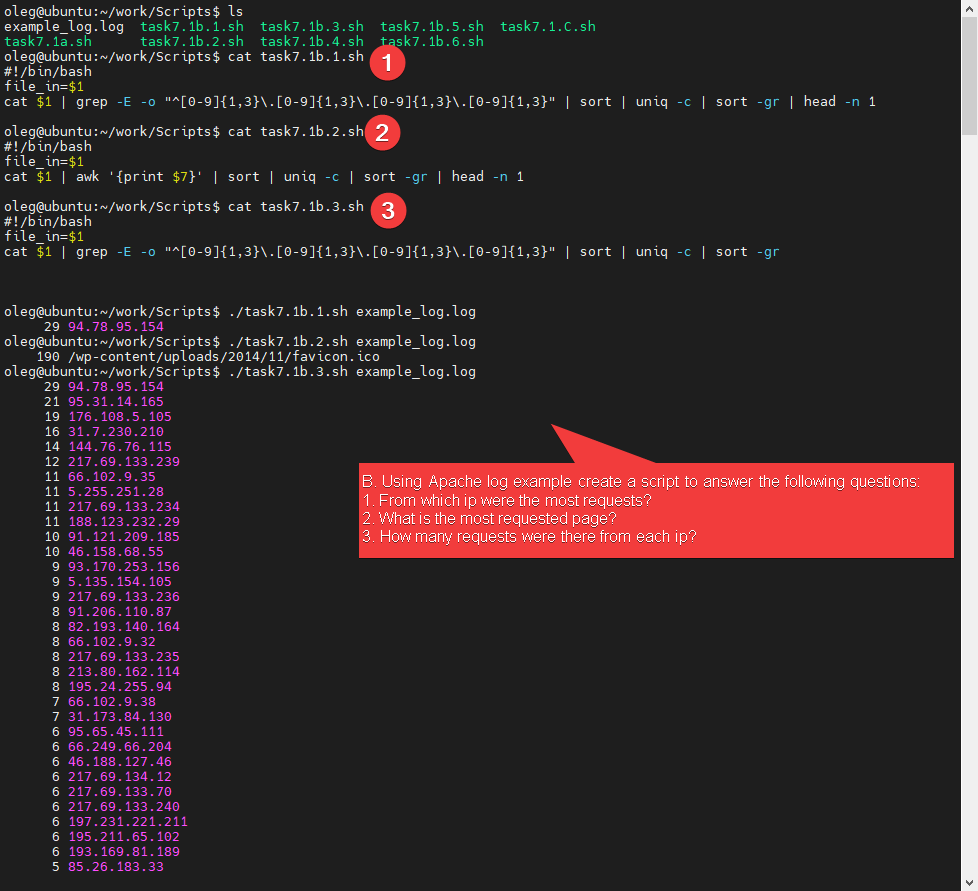 oleg@ubuntu:~/work/Scripts$ ls
example_log.log  task7.1b.1.sh  task7.1b.3.sh  task7.1b.5.sh  task7.1.C.sh
task7.1a.sh      task7.1b.2.sh  task7.1b.4.sh  task7.1b.6.sh
oleg@ubuntu:~/work/Scripts$ cat task7.1b.1.sh 1
#!/bin/bash
file_in=$1
cat $1 | grep -E -o "^[0-9]{1,3}\.[0-9]{1,3}\.[0-9]{1,3}\.[0-9]{1,3}" | sort | uniq -c | sort -gr | head -n 1
oleg@ubuntu:~/work/Scripts$ cat task7.1b.2.sh 2
#!/bin/bash
file_in=$1
cat $1 | awk '{print $7}' | sort | uniq -c | sort -gr | head -n 1
oleg@ubuntu:~/work/Scripts$ cat task7.1b.3.sh 3
#!/bin/bash
file_in=$1
cat $1 | grep -E -o "^[0-9]{1,3}\.[0-9]{1,3}\.[0-9]{1,3}\.[0-9]{1,3}" | sort | uniq -c | sort -gr
oleg@ubuntu:~/work/Scripts$ ./task7.1b.1.sh example_log.log
29 94.78.95.154
oleg@ubuntu:~/work/Scripts$ ./task7.1b.2.sh example_log.log
190 /wp-content/uploads/2014/11/favicon.ico
oleg@ubuntu:~/work/Scripts$ ./task7.1b.3.sh example_log.log
29 94.78.95.154
21 95.31.14.165
19 176.108.5.105
16 31.7.230.210
14 144.76.76.115
12 217.69.133.239
11 66.102.9.35
11 5.255.251.28
11 217.69.133.234
11 188.123.232.29
10 91.121.209.185
10 46.158.68.55
9 93.170.253.156
9 5.135.154.105
9 217.69.133.236
8 91.206.110.87
8 82.193.140.164
8 66.102.9.32
8 217.69.133.235
8 213.80.162.114
8 195.24.255.94
7 66.102.9.38
7 31.173.84.130
6 95.65.45.111
6 66.249.66.204
6 46.188.127.46
6 217.69.134.12
6 217.69.133.70
6 217.69.133.240
6 197.231.221.211
6 195.211.65.102
6 193.169.81.189
5 85.26.183.33
B. Using Apache log example create a script to answer the following questions:
1. From which ip were the most requests?
2. What is the most requested page?
3. How many requests were there from each ip?